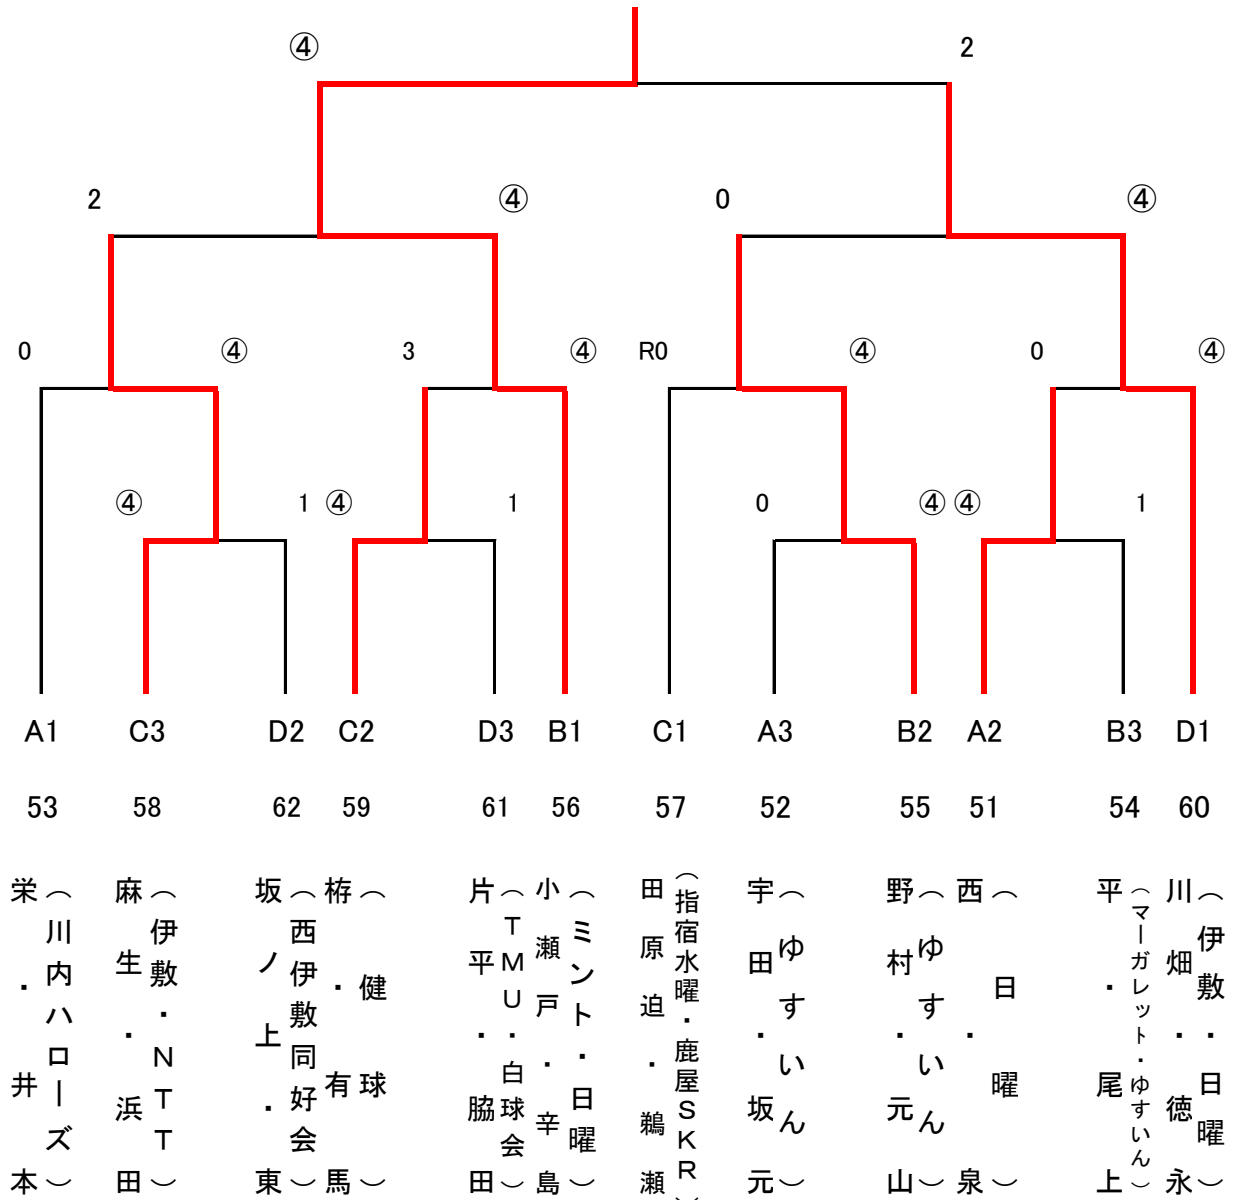 ④ 2
2 ④ 0 ④
0 ④ 3 ④ R0 ④ 0 ④
④ 1 ④ 1 0 ④ ④ 1
A1 C3 D2 C2 D3 B1 C1 A3 B2 A2 B3 D1
53 58 62 59 61 56 57 52 55 51 54 60
栄・井本
（川内ハローズ）
麻生・浜田
（伊敷・NTT）
坂ノ上・東
（西伊敷同好会）
栫・有馬
（健球）
片平・脇田
（TMU・白球会）
小瀬戸・辛島
（ミント・日曜）
田原迫・鵜瀬
（指宿水曜・鹿屋SKR）
宇田・坂元
（ゆすいん）
野村・元山
（ゆすいん）
西・泉
（日曜）
平・尾上
（マーガレット・ゆすいん）
川畑・徳永
（伊敷・日曜）